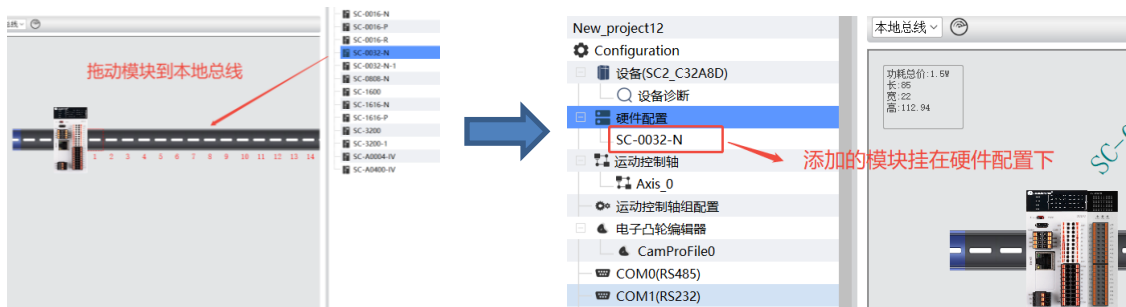 总线
拖动模块到本地总线
1 2 3 4 5 6 7 8 9 10 11 12 13 14
SC-0016-N
SC-0016-P
SC-0016-R
SC-0032-N
SC-0032-N-1
SC-0808-N
SC-1600
SC-1616-N
SC-1616-P
SC-3200
SC-3200-1
SC-A0004-IV
SC-A0400-IV
New_project12
Configuration
设备(SC2_C32A8D)
设备诊断
硬件配置
SC-0032-N
运动控制轴
Axis_0
运动控制轴组配置
电子凸轮编辑器
CamProFile0
COM0(RS485)
COM1(RS232)
添加的模块挂在硬件配置下
本地总线
功耗总价:1.5W
长:85
宽:22
高:112.94
SC-